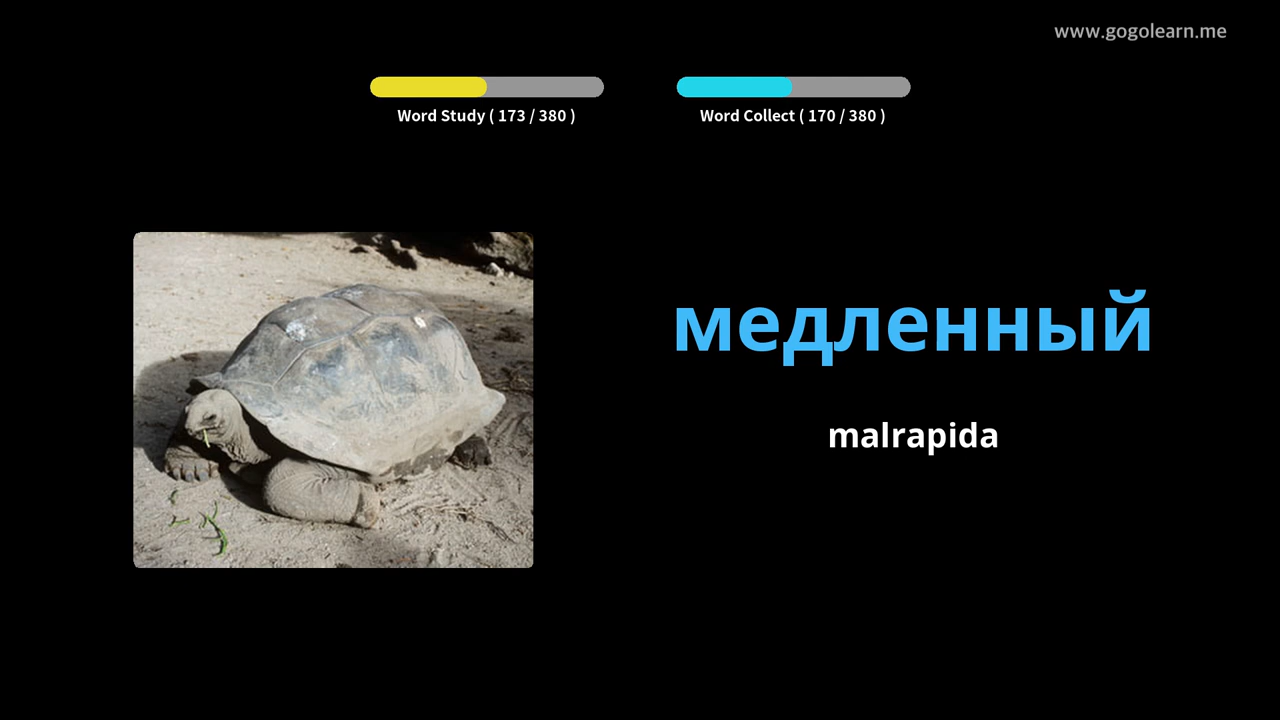 www.gogolearn.me
Word Study ( 173 / 380 )
Word Collect ( 170 / 380 )
медленный
malrapida